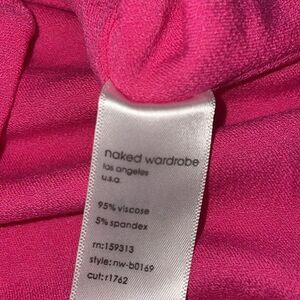 naked wardrobe
los angeles
u.s.a.
95% viscose
5% spandex
rn:159313
style:nw-b0169
cut:r1762